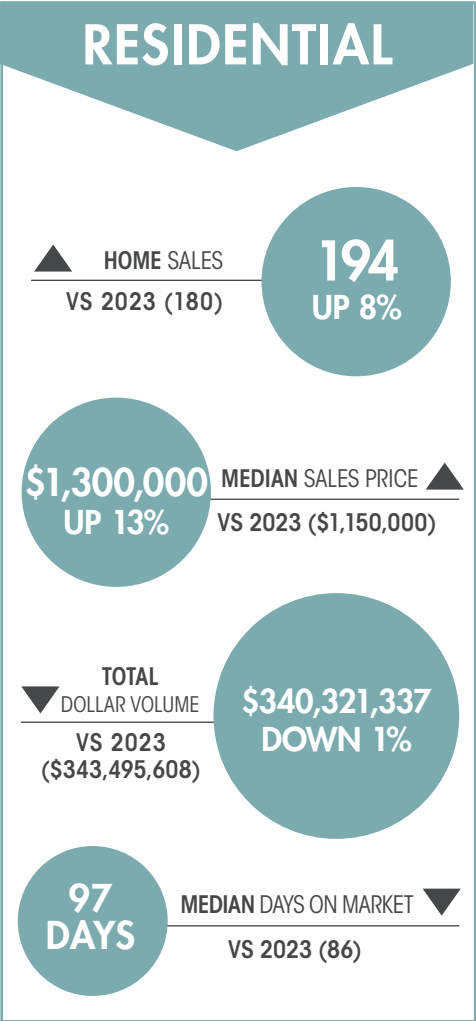 RESIDENTIAL
HOME SALES
VS 2023 (180)
194
UP 8%
$1,300,000
UP 13%
MEDIAN SALES PRICE
VS 2023 ($1,150,000)
TOTAL
DOLLAR VOLUME
VS 2023
($343,495,608)
$340,321,337
DOWN 1%
97
DAYS
MEDIAN DAYS ON MARKET
VS 2023 (86)